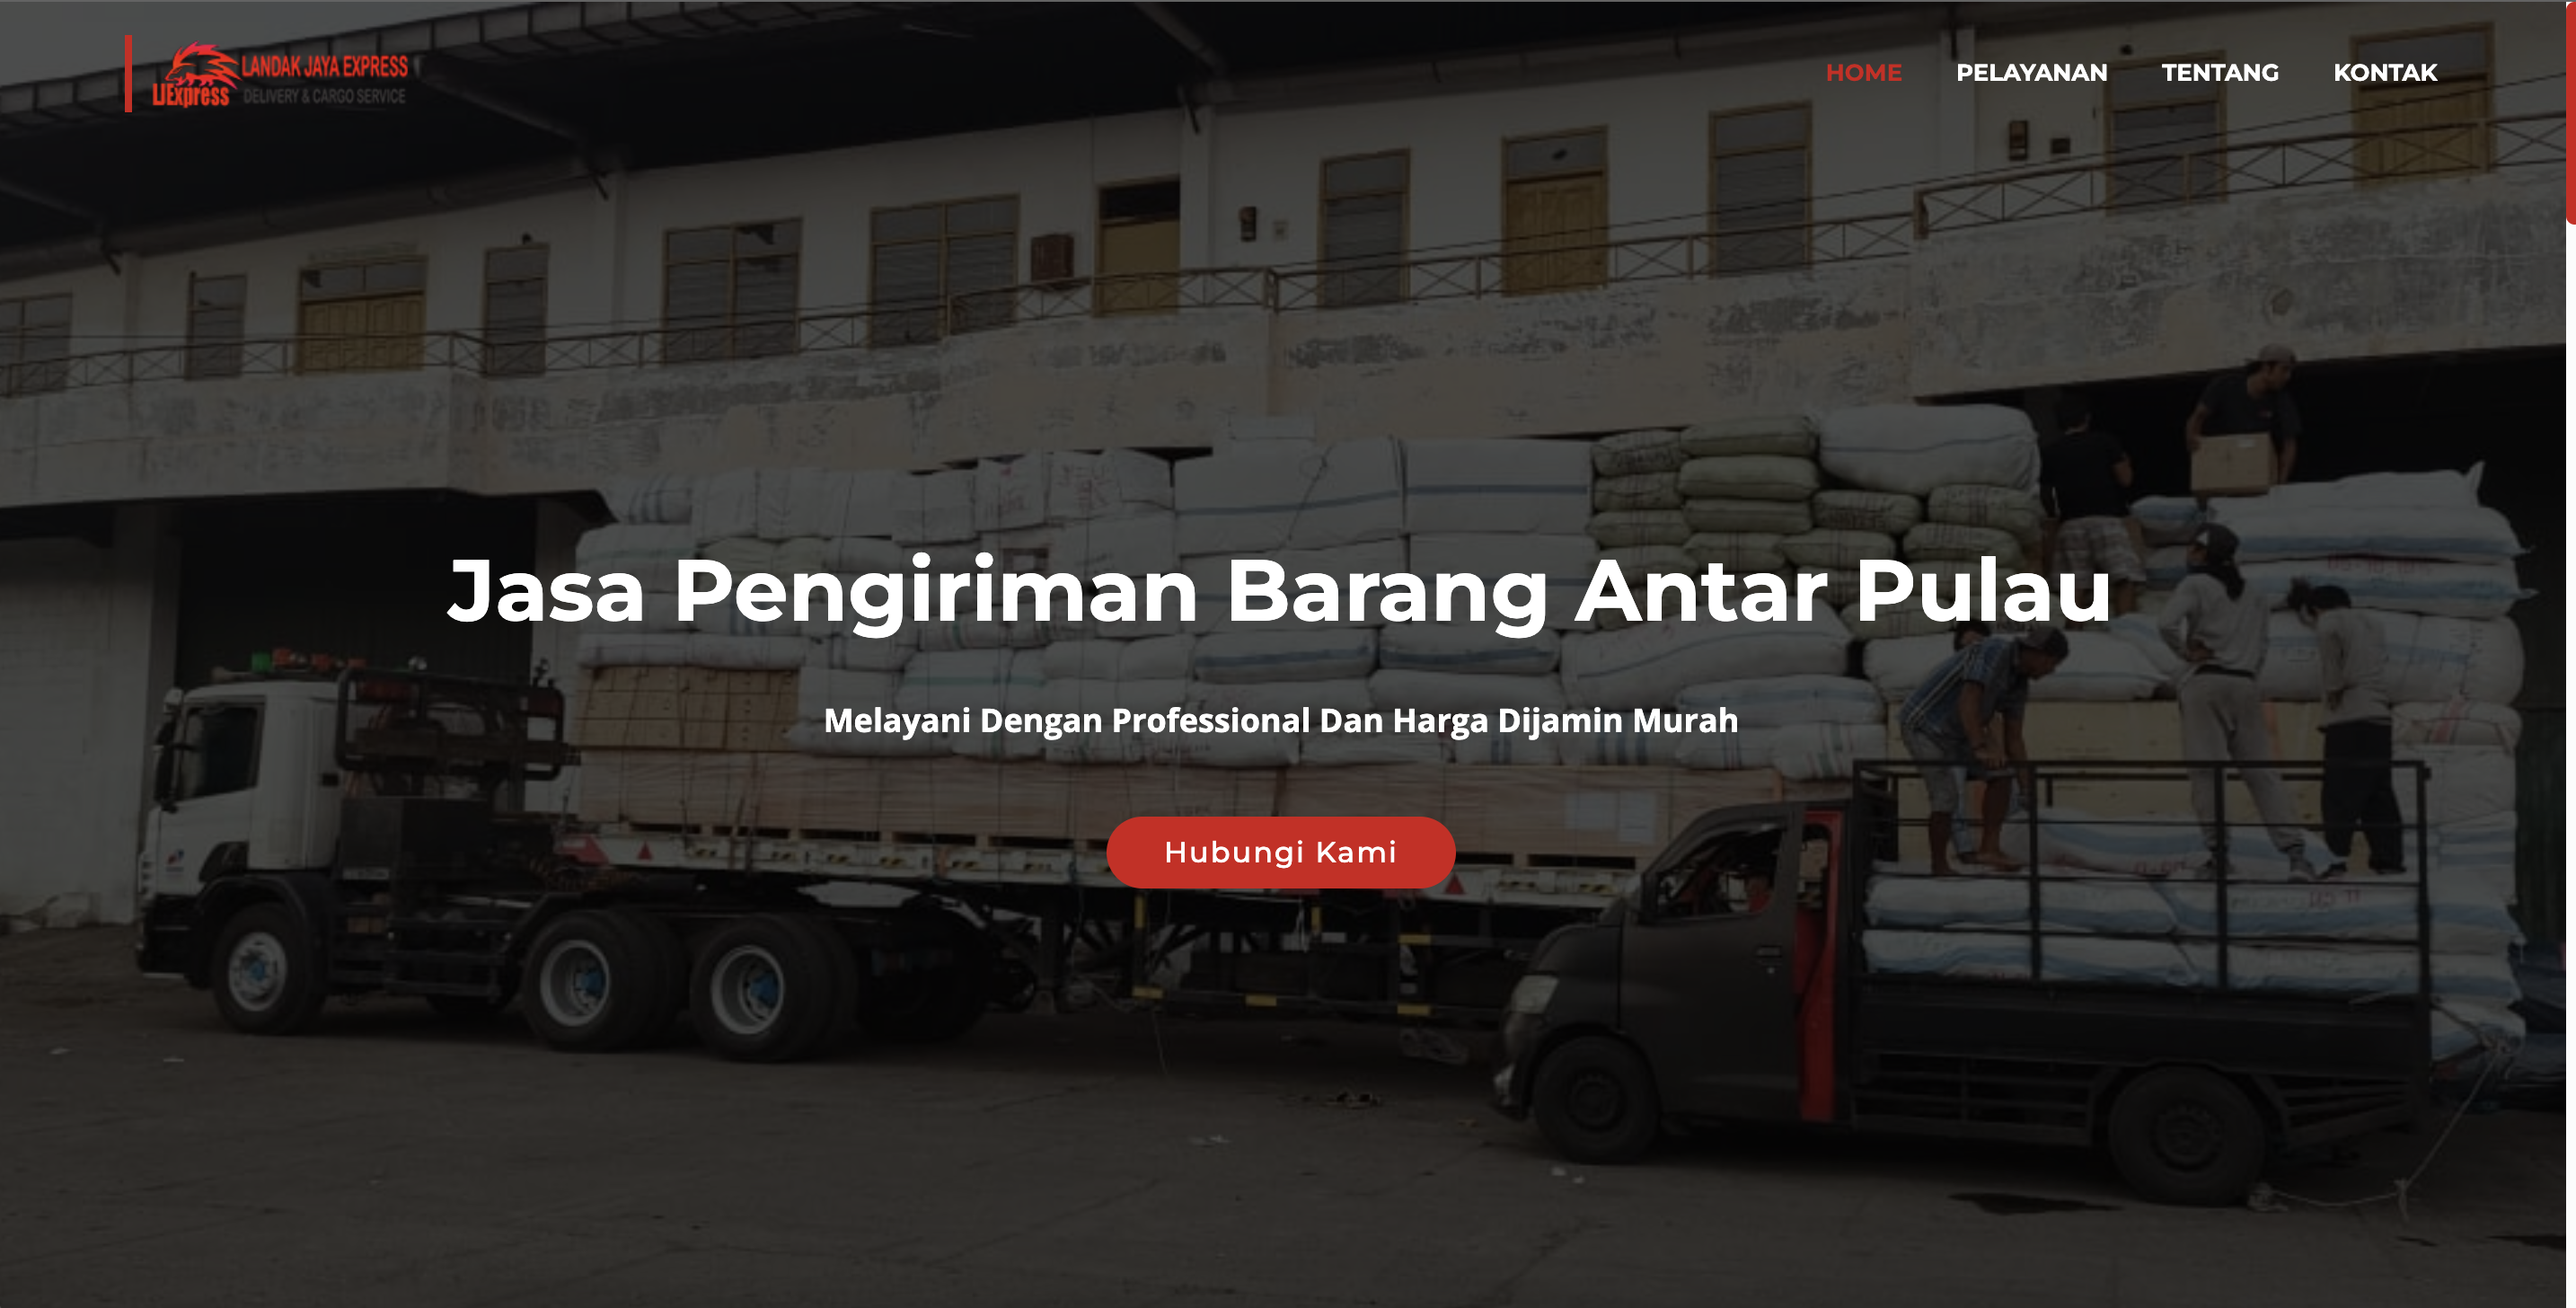 LANDAK JAYA EXPRESS
LJExpress DELIVERY & CARGO SERVICE
HOME PELAYANAN TENTANG KONTAK
Jasa Pengiriman Barang Antar Pulau
Melayani Dengan Professional Dan Harga Dijamin Murah
Hubungi Kami